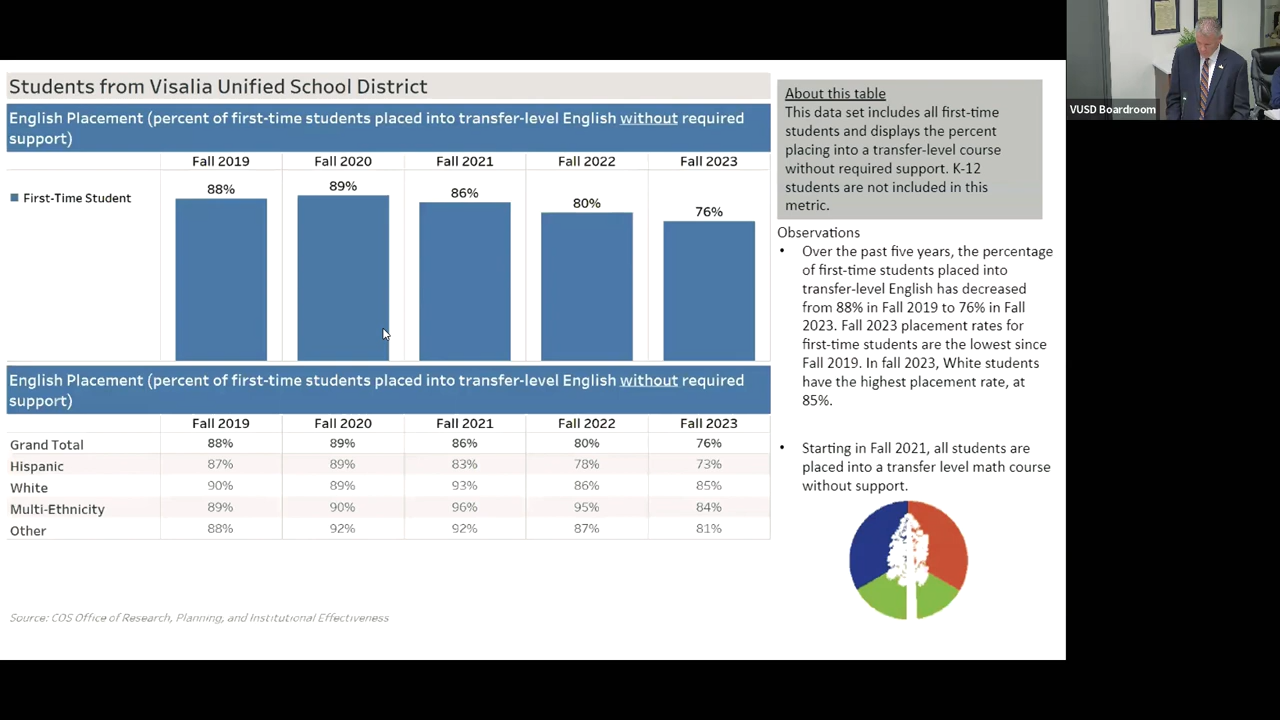 Students from Visalia Unified School District
English Placement (percent of first-time students placed into transfer-level English without required
support)
Fall 2019 Fall 2020 Fall 2021 Fall 2022 Fall 2023
First-Time Student
88% 89% 86% 80% 76%
English Placement (percent of first-time students placed into transfer-level English without required
support)
Fall 2019 Fall 2020 Fall 2021 Fall 2022 Fall 2023
Grand Total 88% 89% 86% 80% 76%
Hispanic 87% 89% 83% 78% 73%
White 90% 89% 93% 86% 85%
Multi-Ethnicity 89% 90% 96% 95% 84%
Other 88% 92% 92% 87% 81%
Source: COS Office of Research, Planning, and Institutional Effectiveness
About this table
This data set includes all first-time
students and displays the percent
placing into a transfer-level course
without required support. K-12
students are not included in this
metric.
Observations
• Over the past five years, the percentage
of first-time students placed into
transfer-level English has decreased
from 88% in Fall 2019 to 76% in Fall
2023. Fall 2023 placement rates for
first-time students are the lowest since
Fall 2019. In fall 2023, White students
have the highest placement rate, at
85%.
• Starting in Fall 2021, all students are
placed into a transfer level math course
without support.
VUSD Boardroom